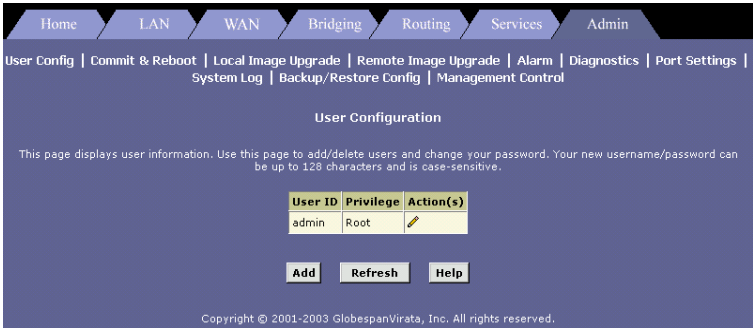 Home LAN WAN Bridging Routing Services Admin
User Config | Commit & Reboot | Local Image Upgrade | Remote Image Upgrade | Alarm | Diagnostics | Port Settings |
System Log | Backup/Restore Config | Management Control
User Configuration
This page displays user information. Use this page to add/delete users and change your password. Your new username/password can
be up to 128 characters and is case-sensitive.
User ID Privilege Action(s)
admin Root
Add Refresh Help
Copyright © 2001-2003 GlobespanVirata, Inc. All rights reserved.